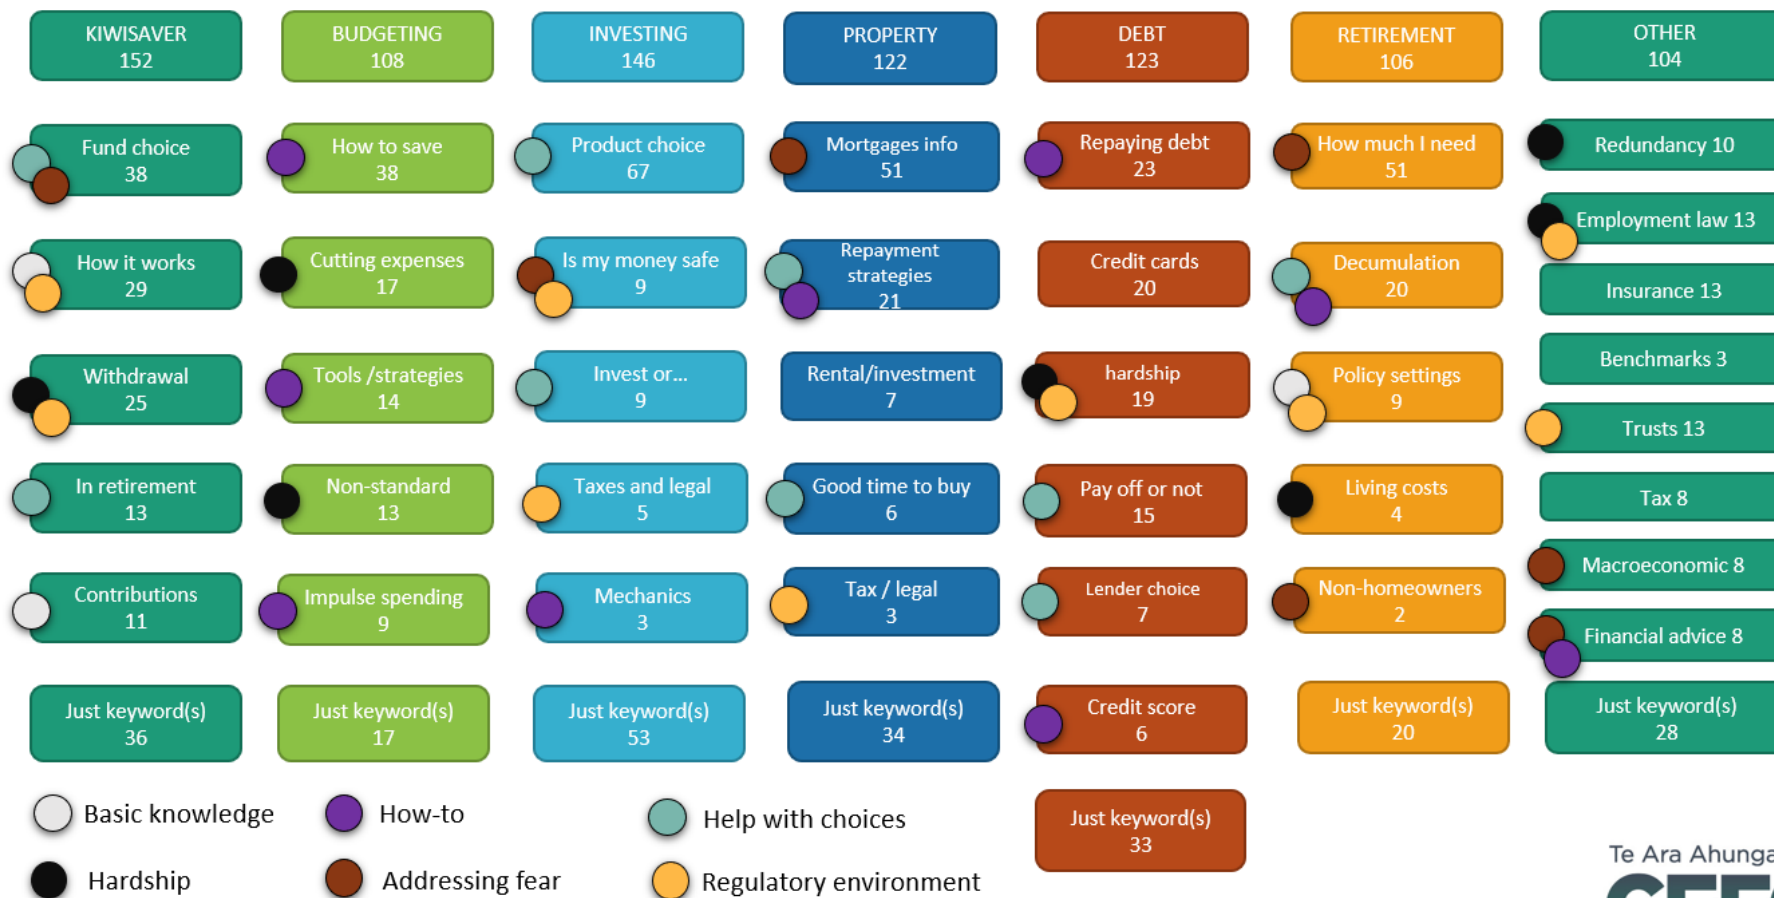 KIWISAVER
152
BUDGETING
108
INVESTING
146
PROPERTY
122
DEBT
123
RETIREMENT
106
OTHER
104
Fund choice
38
How to save
38
Product choice
67
Mortgages info
51
Repaying debt
23
How much I need
51
Redundancy 10
Employment law 13
How it works
29
Cutting expenses
17
Is my money safe
9
Repayment
strategies
21
Credit cards
20
Decumulation
20
Insurance 13
Benchmarks 3
Withdrawal
25
Tools /strategies
14
Invest or...
9
Rental/investment
7
hardship
19
Policy settings
9
Trusts 13
In retirement
13
Non-standard
13
Taxes and legal
5
Good time to buy
6
Pay off or not
15
Living costs
4
Tax 8
Macroeconomic 8
Contributions
11
Impulse spending
9
Mechanics
3
Tax / legal
3
Lender choice
7
Non-homeowners
2
Financial advice 8
Just keyword(s)
36
Just keyword(s)
17
Just keyword(s)
53
Just keyword(s)
34
Credit score
6
Just keyword(s)
20
Just keyword(s)
28
Just keyword(s)
33
Basic knowledge
How-to
Help with choices
Hardship
Addressing fear
Regulatory environment
Te Ara Ahunga